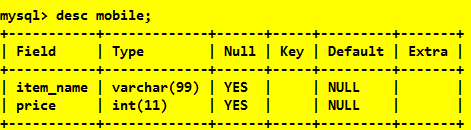 mysql> desc mobile;
+-----------+-------------+------+-----+---------+-------+
| Field     | Type        | Null | Key | Default | Extra |
+-----------+-------------+------+-----+---------+-------+
| item_name | varchar(99) | YES  |     | NULL    |       |
| price     | int(11)     | YES  |     | NULL    |       |
+-----------+-------------+------+-----+---------+-------+